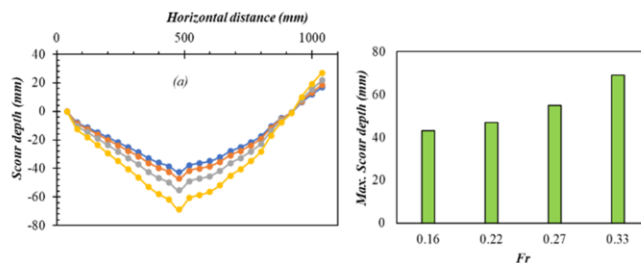 Horizontal distance (mm)
0 500 1000
Scour depth (mm)
40
20
0
-20
-40
-60
-80
(a)
Max. Scour depth (mm)
80
60
40
20
0
0.16 0.22 0.27 0.33
Fr